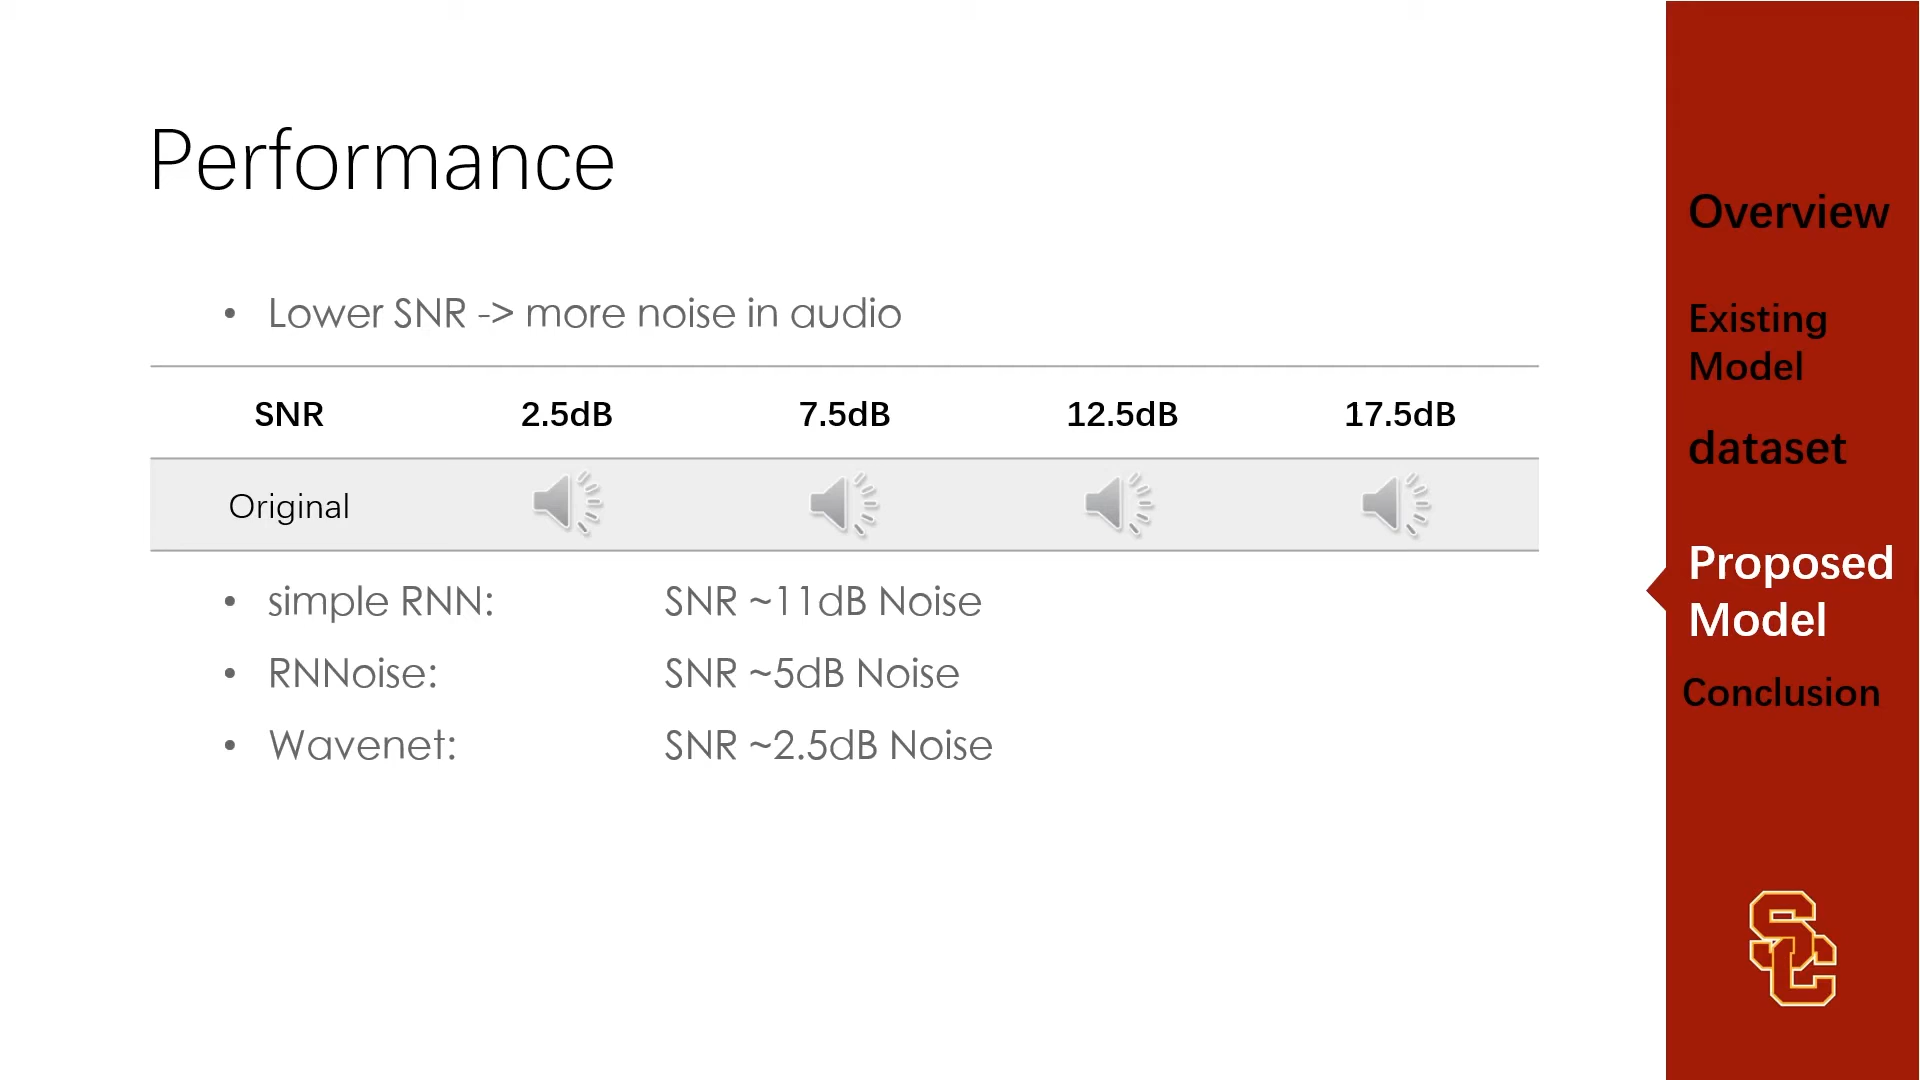 Performance
• Lower SNR -> more noise in audio
SNR 2.5dB 7.5dB 12.5dB 17.5dB
Original
• simple RNN: SNR ~11dB Noise
• RNNoise: SNR ~5dB Noise
• Wavenet: SNR ~2.5dB Noise
Overview
Existing
Model
dataset
Proposed
Model
Conclusion
SC